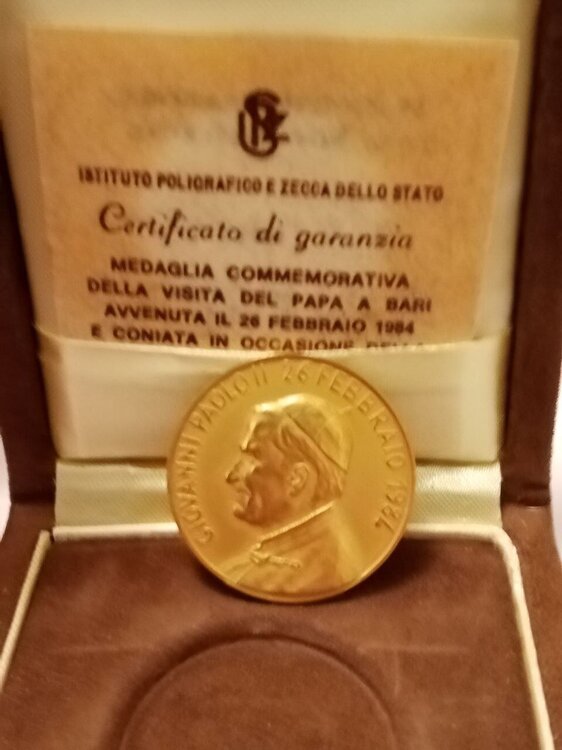 ISTITUTO POLIGRAFICO E ZECCA DELLO STATO
Certificato di garanzia
MEDAGLIA COMMEMORATIVA
DELLA VISITA DEL PAPA A BARI
AVVENUTA IL 26 FEBBRAIO 1984
E CONIATA IN OCCASIONE DELLA
GIOVANNI PAOLO II 26 FEBBRAIO 1984